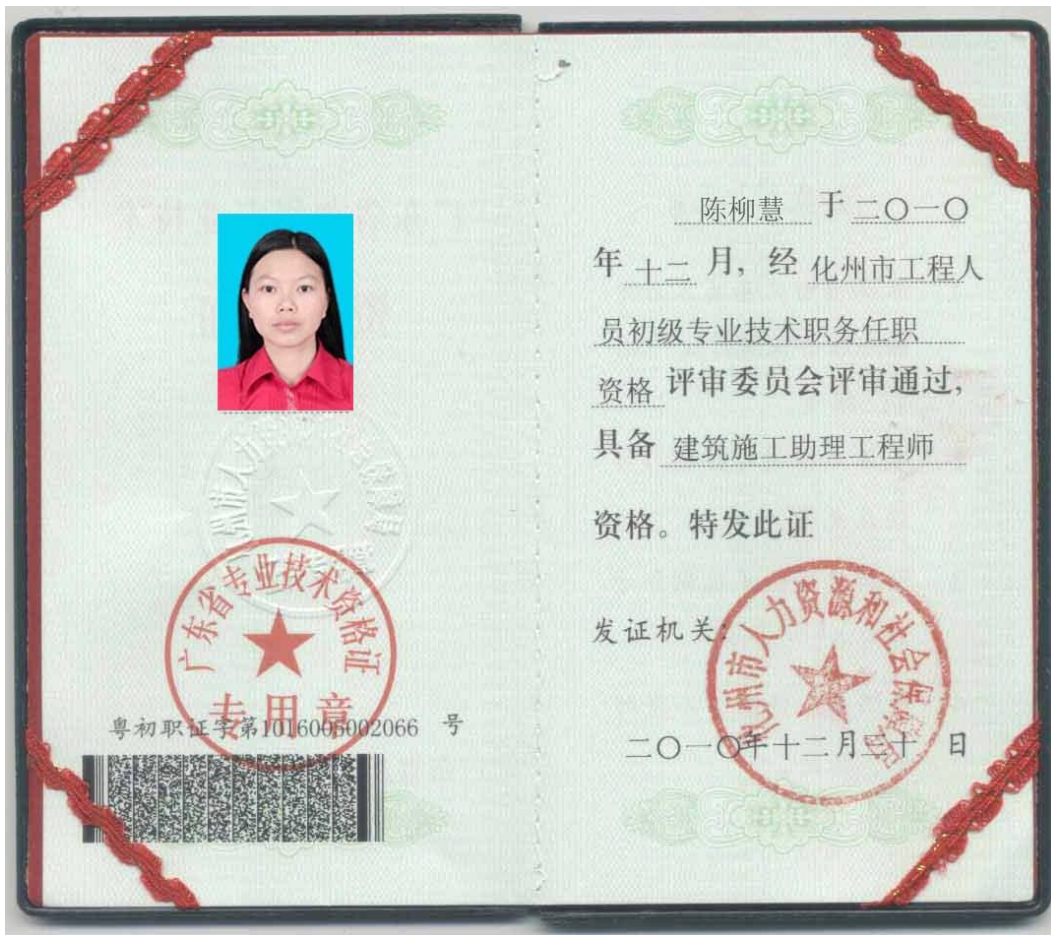 广东省专业技术资格证
专用章
粤初职证字第1016006002066 号
陈柳慧 于 二〇一〇
年 十二 月，经 化州市工程人
员初级专业技术职务任职
资格 评审委员会评审通过，
具备 建筑施工助理工程师
资格。特发此证
发证机关：
化州市人力资源和社会保障局
二〇一〇年十二月二十 日